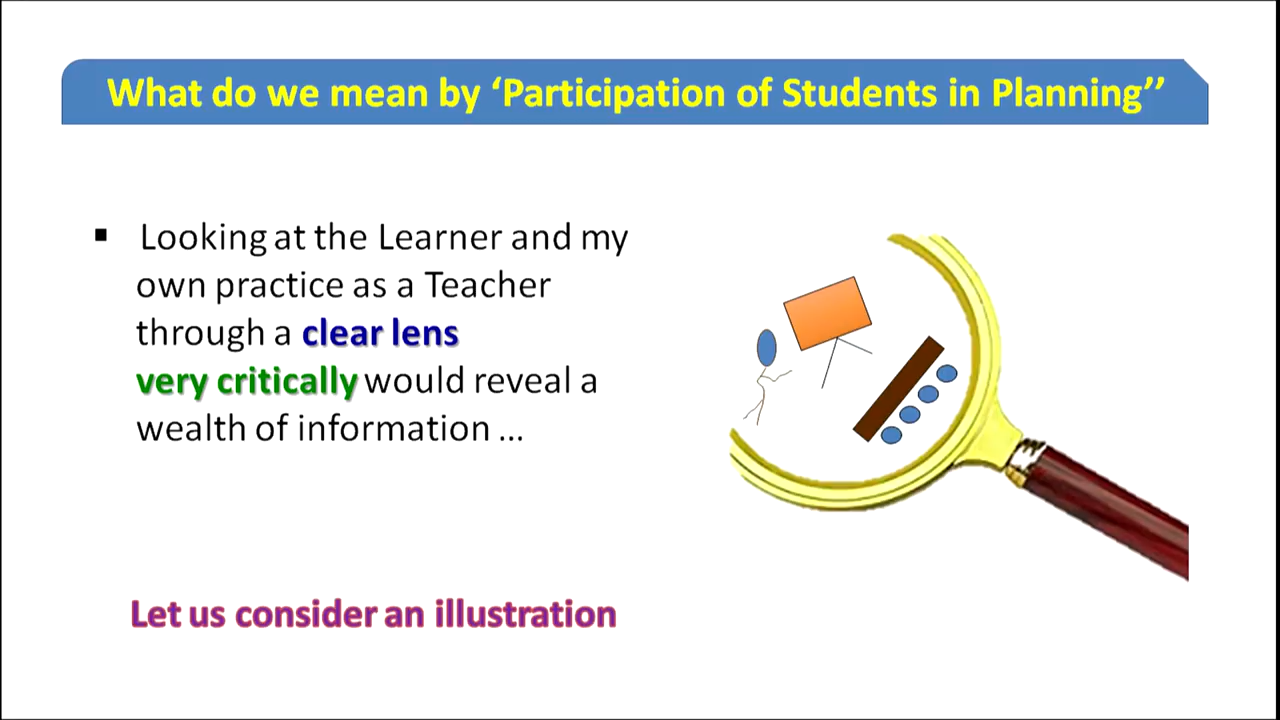 What do we mean by ‘Participation of Students in Planning’’
▪ Looking at the Learner and my
own practice as a Teacher
through a clear lens
very critically would reveal a
wealth of information ...
Let us consider an illustration